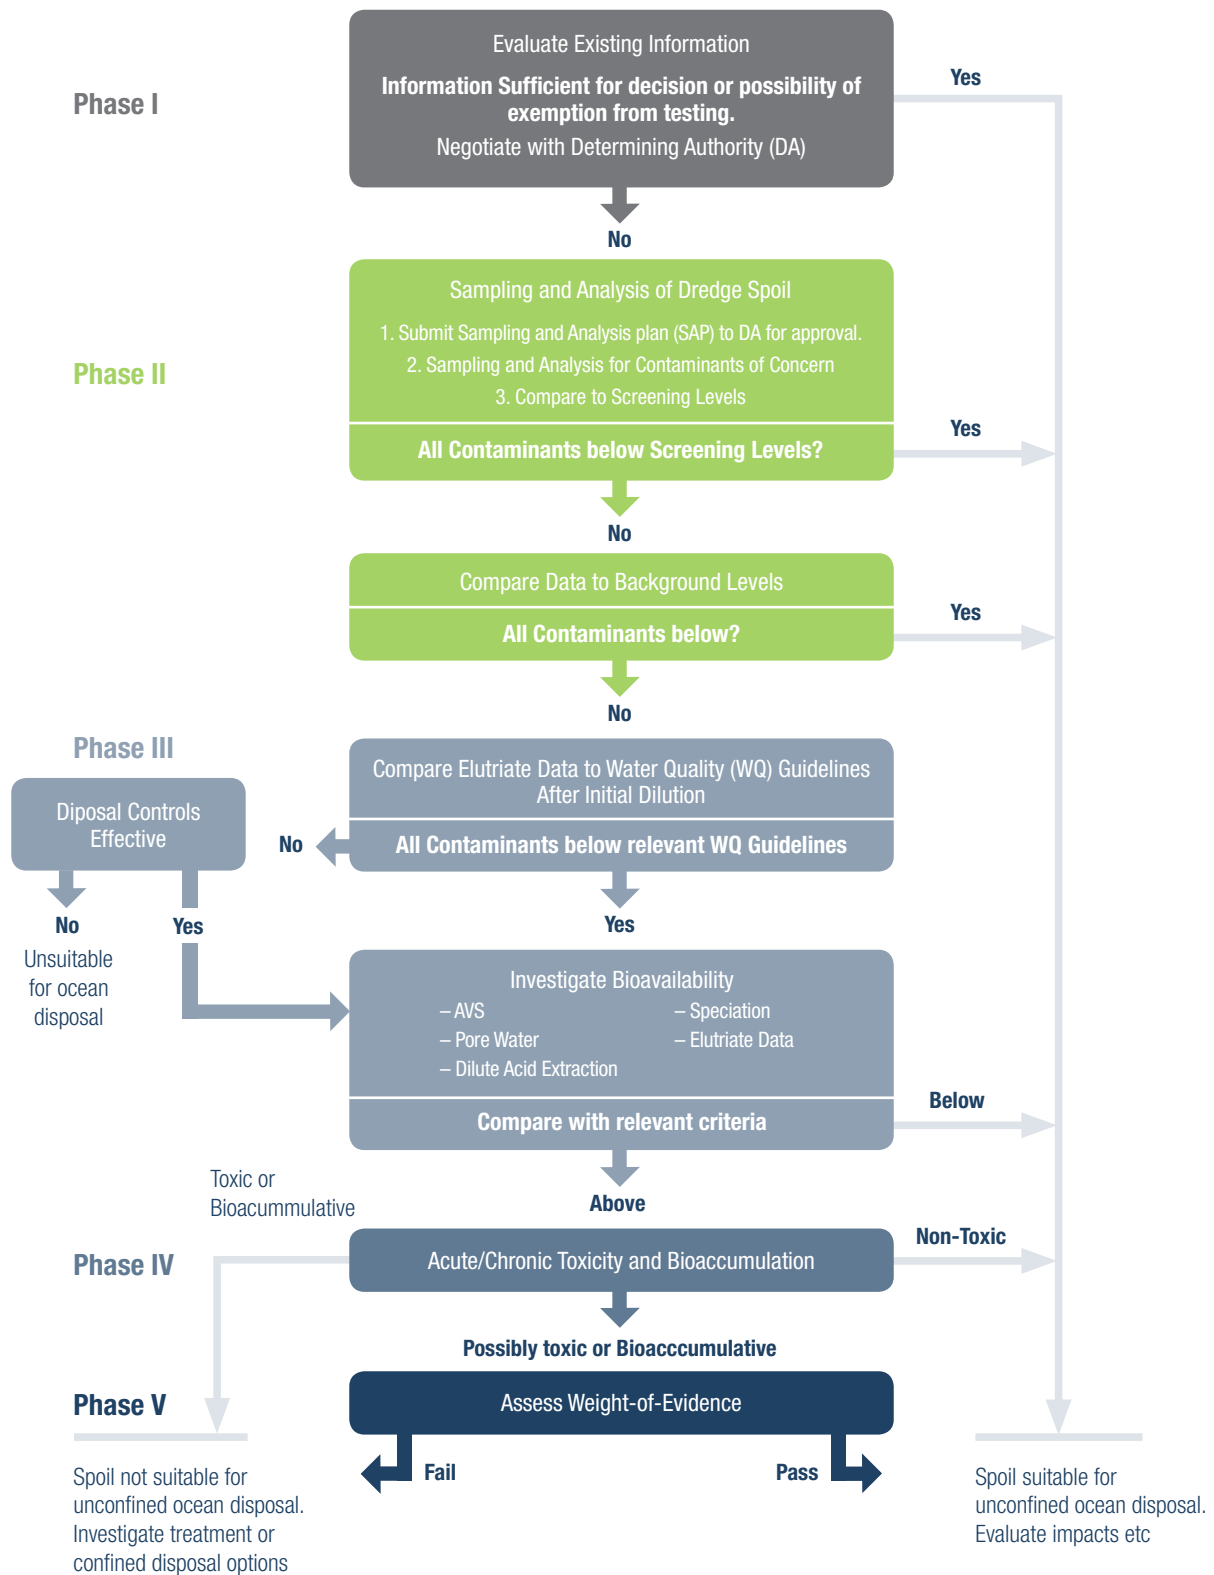 Evaluate Existing Information
Information Sufficient for decision or possibility of
exemption from testing.
Negotiate with Determining Authority (DA)
Yes
Phase I
No
Sampling and Analysis of Dredge Spoil
1. Submit Sampling and Analysis plan (SAP) to DA for approval.
2. Sampling and Analysis for Contaminants of Concern
3. Compare to Screening Levels
Phase II
All Contaminants below Screening Levels?
Yes
No
Compare Data to Background Levels
All Contaminants below?
Yes
No
Phase III
Compare Elutriate Data to Water Quality (WQ) Guidelines
After Initial Dilution
All Contaminants below relevant WQ Guidelines
No
Diposal Controls
Effective
No
Unsuitable
for ocean
disposal
Yes
Yes
Investigate Bioavailability
– AVS
– Pore Water
– Dilute Acid Extraction
– Speciation
– Elutriate Data
Compare with relevant criteria
Below
Above
Toxic or
Bioacummulative
Phase IV
Acute/Chronic Toxicity and Bioaccumulation
Non-Toxic
Possibly toxic or Bioacccumulative
Phase V
Assess Weight-of-Evidence
Fail
Pass
Spoil not suitable for
unconfined ocean disposal.
Investigate treatment or
confined disposal options
Spoil suitable for
unconfined ocean disposal.
Evaluate impacts etc